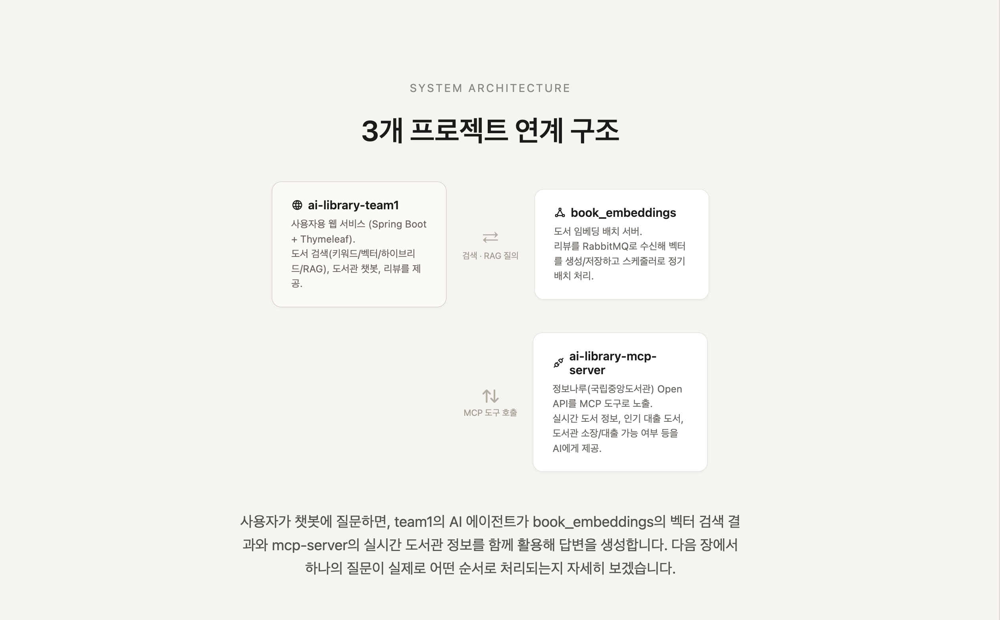 SYSTEM ARCHITECTURE
3개 프로젝트 연계 구조
ai-library-team1
사용자용 웹 서비스 (Spring Boot
+ Thymeleaf).
도서 검색(키워드/벡터/하이브리
드/RAG), 도서관 챗봇, 리뷰를 제
공.
검색 · RAG 질의
book_embeddings
도서 임베딩 배치 서버.
리뷰를 RabbitMQ로 수신해 벡터
를 생성/저장하고 스케줄러로 정기
배치 처리.
MCP 도구 호출
ai-library-mcp-
server
정보나루(국립중앙도서관) Open
API를 MCP 도구로 노출.
실시간 도서 정보, 인기 대출 도서,
도서관 소장/대출 가능 여부 등을
AI에게 제공.
사용자가 챗봇에 질문하면, team1의 AI 에이전트가 book_embeddings의 벡터 검색 결
과와 mcp-server의 실시간 도서관 정보를 함께 활용해 답변을 생성합니다. 다음 장에서
하나의 질문이 실제로 어떤 순서로 처리되는지 자세히 보겠습니다.